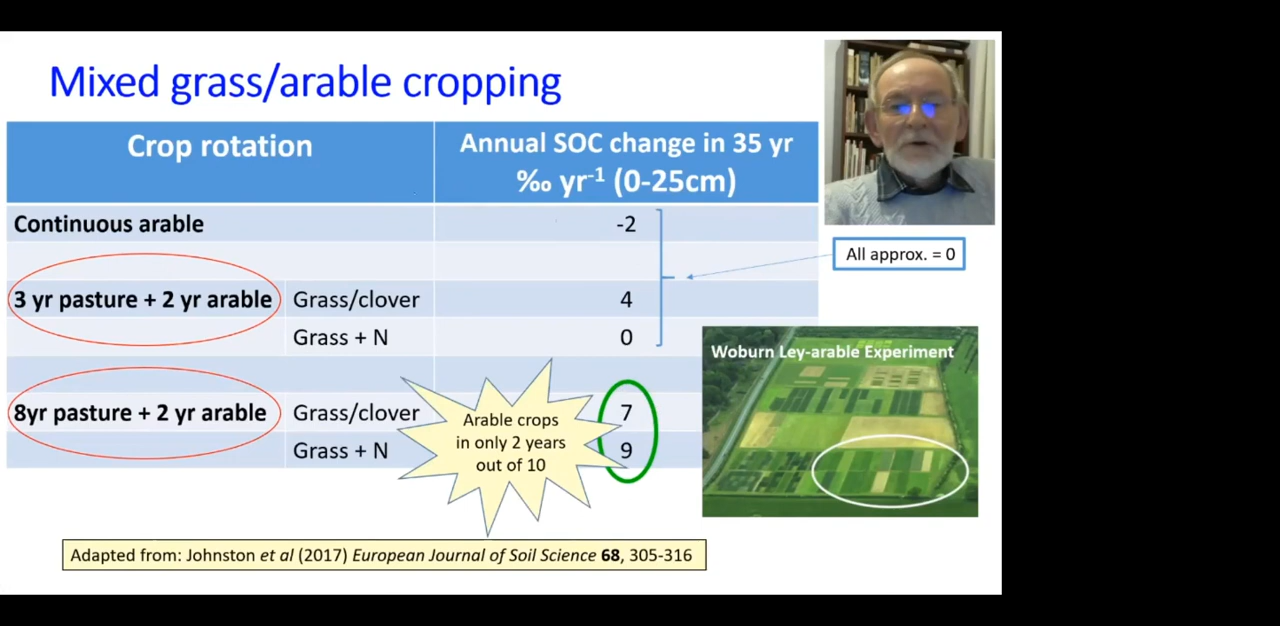 Mixed grass/arable cropping
Crop rotation
Annual SOC change in 35 yr
‰ yr-1 (0-25cm)
Continuous arable
-2
All approx. = 0
3 yr pasture + 2 yr arable
Grass/clover
4
Grass + N
0
Woburn Ley-arable Experiment
8yr pasture + 2 yr arable
Grass/clover
7
Grass + N
9
Arable crops
in only 2 years
out of 10
Adapted from: Johnston et al (2017) European Journal of Soil Science 68, 305-316